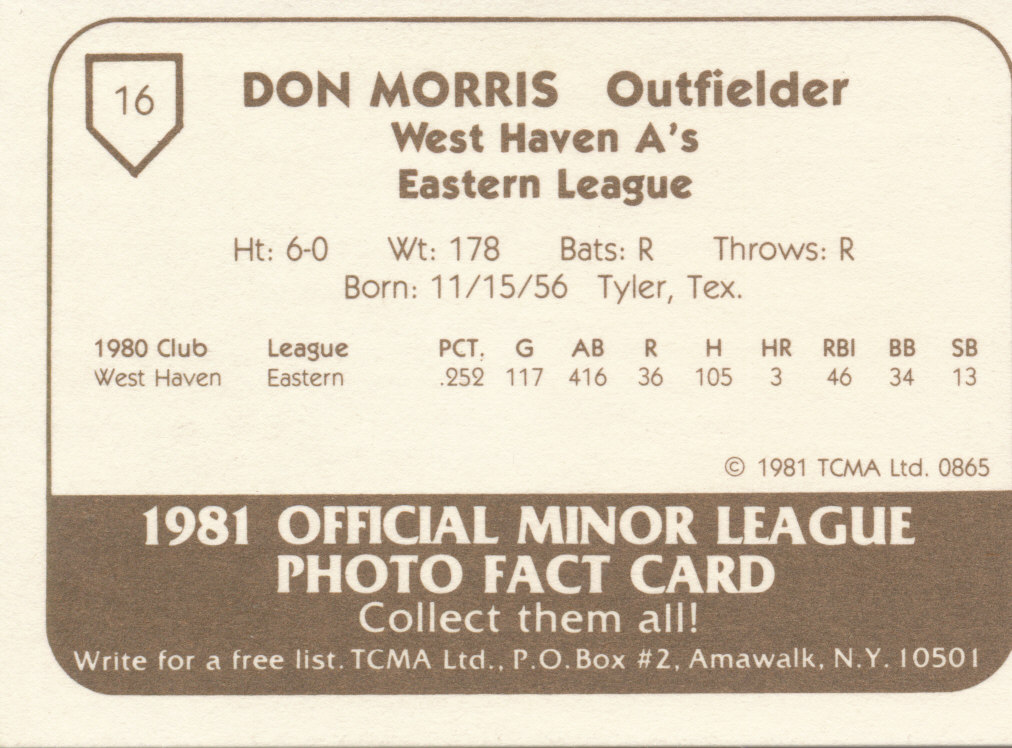 16
DON MORRIS Outfielder
West Haven A's
Eastern League
Ht: 6-0 Wt: 178 Bats: R Throws: R
Born: 11/15/56 Tyler, Tex.
1980 Club League PCT. G AB R H HR RBI BB SB
West Haven Eastern .252 117 416 36 105 3 46 34 13
© 1981 TCMA Ltd. 0865
1981 OFFICIAL MINOR LEAGUE
PHOTO FACT CARD
Collect them all!
Write for a free list. TCMA Ltd., P.O. Box #2, Amawalk, N.Y. 10501